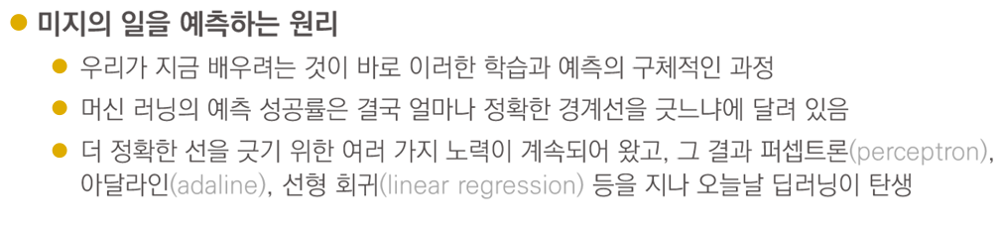 ● 미지의 일을 예측하는 원리
● 우리가 지금 배우려는 것이 바로 이러한 학습과 예측의 구체적인 과정
● 머신 러닝의 예측 성공률은 결국 얼마나 정확한 경계선을 긋느냐에 달려 있음
● 더 정확한 선을 긋기 위한 여러 가지 노력이 계속되어 왔고, 그 결과 퍼셉트론(perceptron),
아달라인(adaline), 선형 회귀(linear regression) 등을 지나 오늘날 딥러닝이 탄생